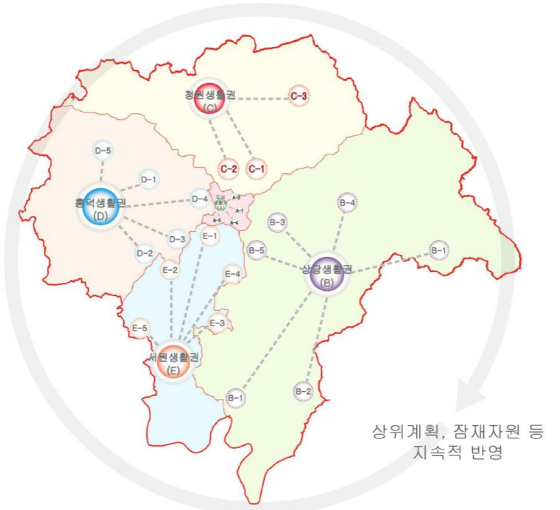 청원생활권
(C)
C-3
C-2
C-1
D-5
D-1
D-4
흥덕생활권
(D)
D-3
D-2
E-1
E-2
E-4
E-5
E-3
서원생활권
(E)
B-4
B-3
B-5
B-1
상당생활권
(B)
B-1
B-2
상위계획, 잠재자원 등
지속적 반영